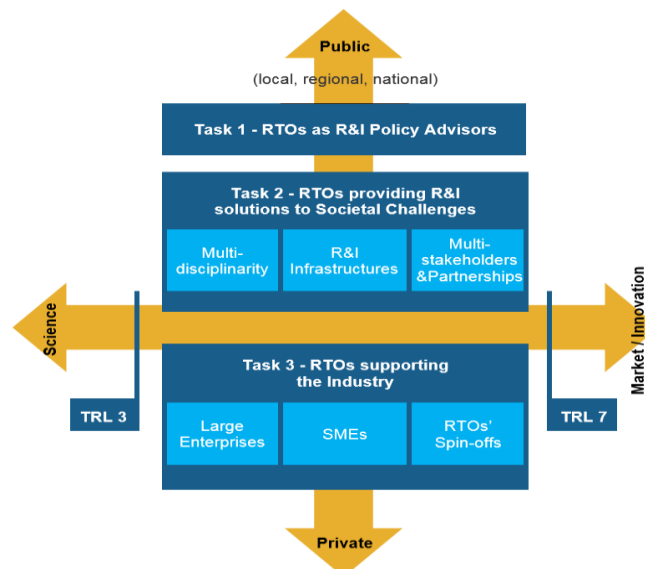 Public
(local, regional, national)
Task 1 - RTOs as R&I Policy Advisors
Task 2 - RTOs providing R&I
solutions to Societal Challenges
Multi-
disciplinarity
R&I
Infrastructures
Multi-
stakeholders
&Partnerships
Science
Market / Innovation
Task 3 - RTOs supporting
the Industry
TRL 3
TRL 7
Large
Enterprises
SMEs
RTOs'
Spin-offs
Private